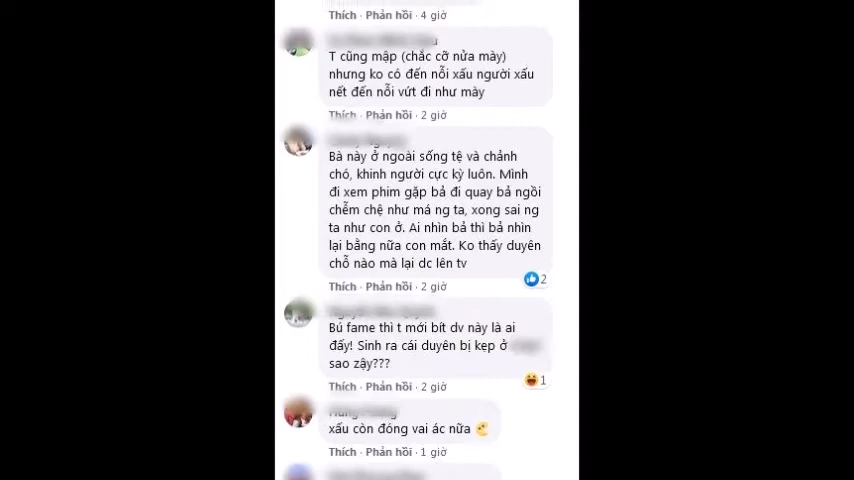 Thích · Phản hồi · 4 giờ
T cũng mập (chắc cỡ nửa mày)
nhưng ko có đến nỗi xấu người xấu
nết đến nỗi vứt đi như mày
Thích · Phản hồi · 2 giờ
Bà này ở ngoài sống tệ và chảnh
chó, khinh người cực kỳ luôn. Mình
đi xem phim gặp bả đi quay bả ngồi
chễm chệ như má ng ta, xong sai ng
ta như con ở. Ai nhìn bả thì bả nhìn
lại bằng nữa con mắt. Ko thấy duyên
chỗ nào mà lại dc lên tv
2
Thích · Phản hồi · 2 giờ
Bú fame thì t mới bít dv này là ai
đấy! Sinh ra cái duyên bị kẹp ở
sao zậy???
1
Thích · Phản hồi · 2 giờ
xấu còn đóng vai ác nữa
Thích · Phản hồi · 1 giờ